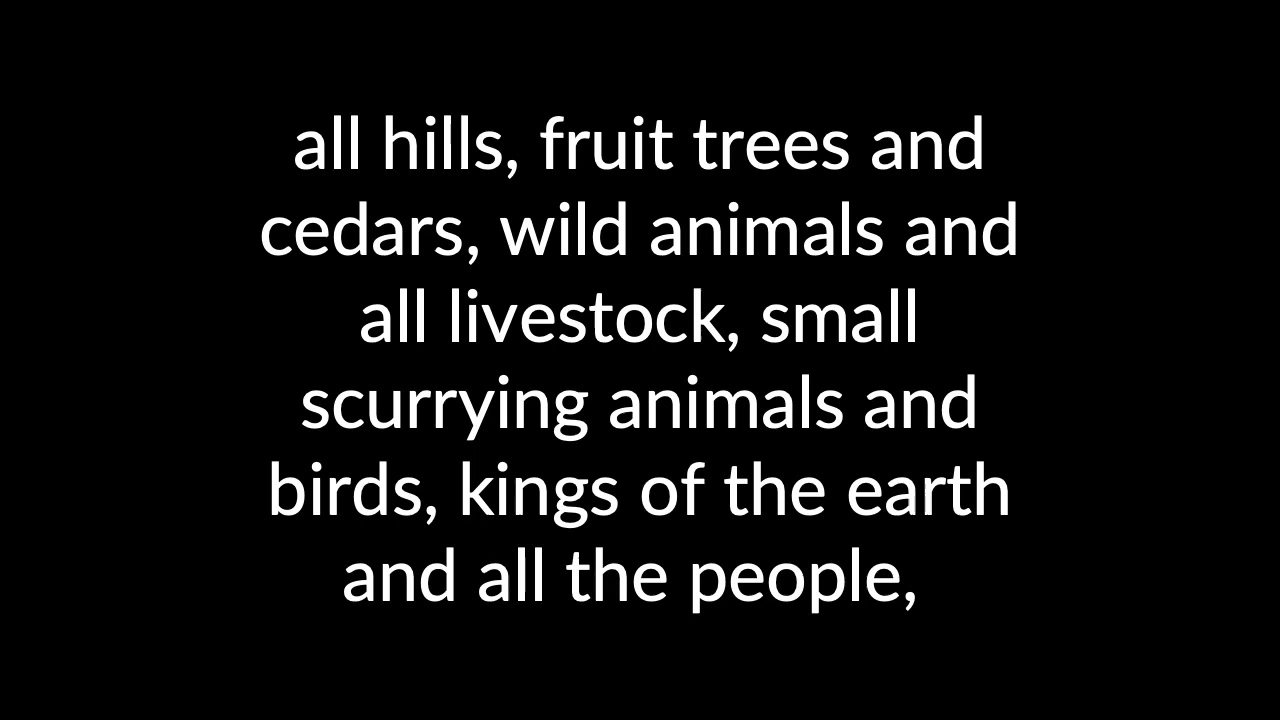 all hills, fruit trees and
cedars, wild animals and
all livestock, small
scurrying animals and
birds, kings of the earth
and all the people,